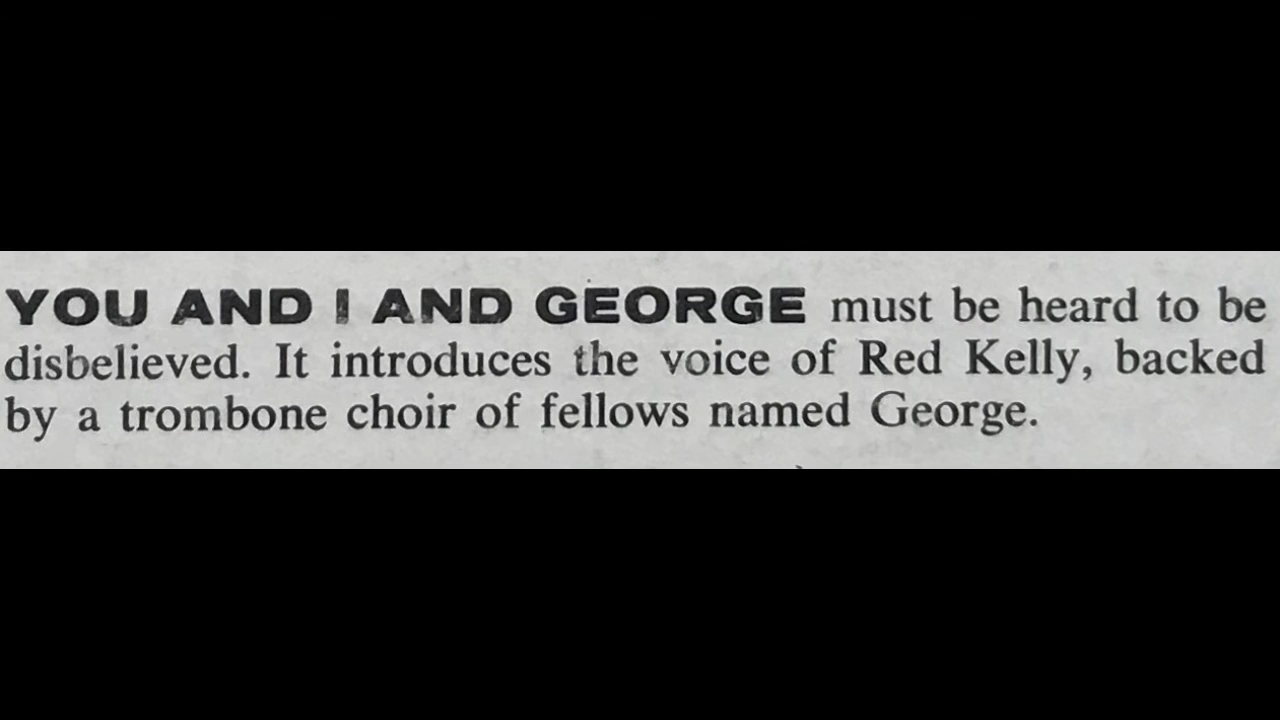 YOU AND I AND GEORGE must be heard to be
disbelieved. It introduces the voice of Red Kelly, backed
by a trombone choir of fellows named George.